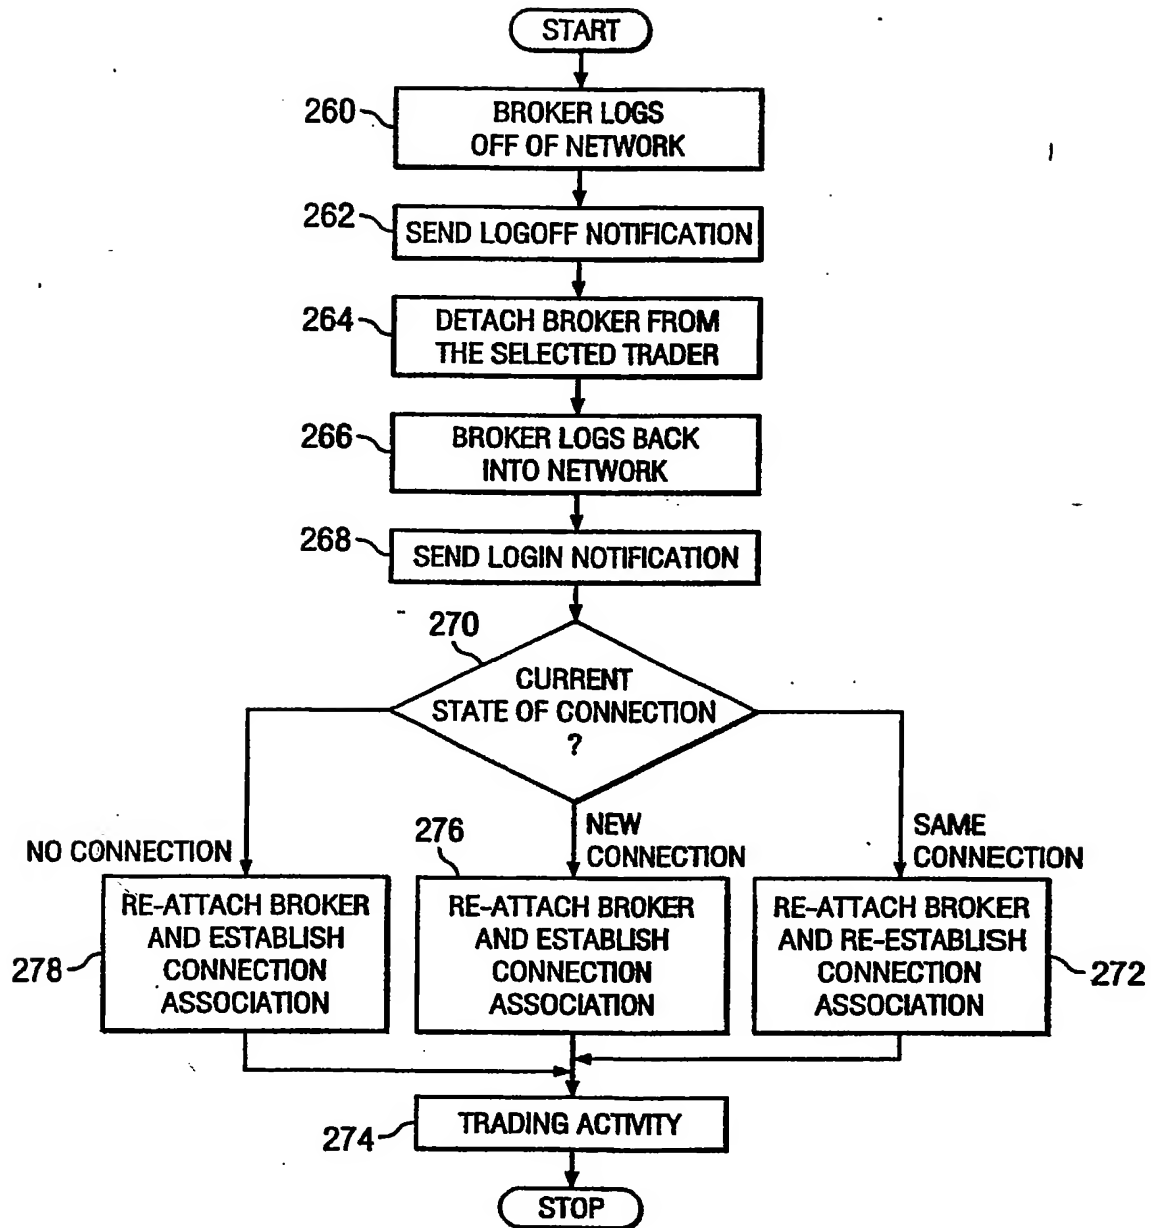 START
260
BROKER LOGS
OFF OF NETWORK
262
SEND LOGOFF NOTIFICATION
264
DETACH BROKER FROM
THE SELECTED TRADER
266
BROKER LOGS BACK
INTO NETWORK
268
SEND LOGIN NOTIFICATION
270
CURRENT
STATE OF CONNECTION
?
NO CONNECTION
276
NEW
CONNECTION
SAME
CONNECTION
RE-ATTACH BROKER
AND ESTABLISH
CONNECTION
ASSOCIATION
278
RE-ATTACH BROKER
AND ESTABLISH
CONNECTION
ASSOCIATION
RE-ATTACH BROKER
AND RE-ESTABLISH
CONNECTION
ASSOCIATION
272
TRADING ACTIVITY
274
STOP